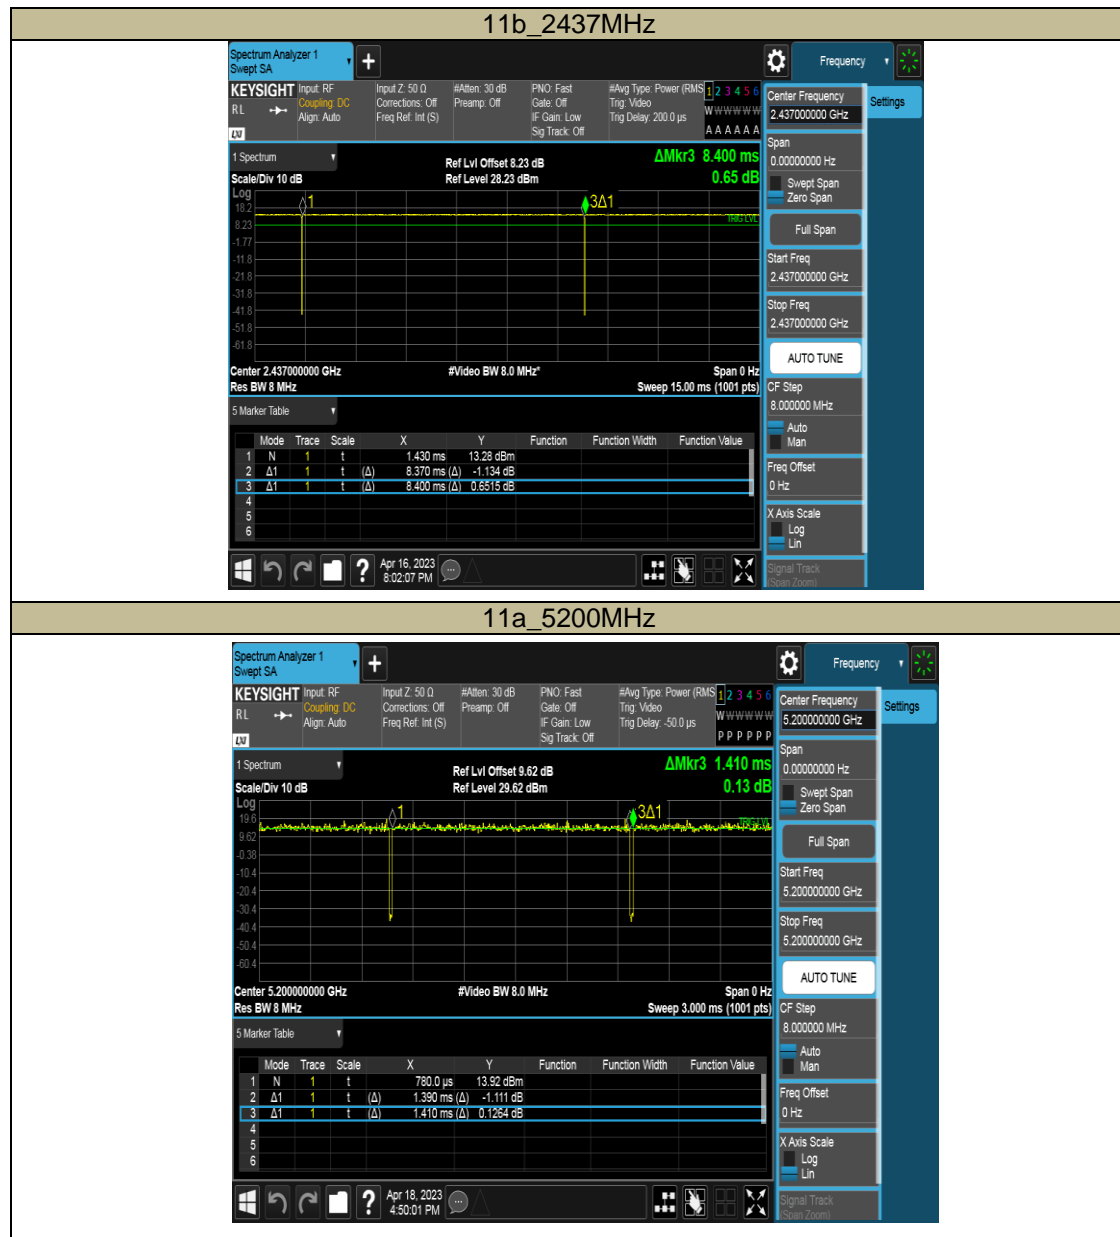 11b_2437MHz
Spectrum Analyzer 1
Swept SA
Frequency
KEYSIGHT
RL
LXI
Input: RF
Coupling: DC
Align: Auto
Input Z: 50 Ω
Corrections: Off
Freq Ref: Int (S)
#Atten: 30 dB
Preamp: Off
PNO: Fast
Gate: Off
IF Gain: Low
Sig Track: Off
#Avg Type: Power (RMS
Trig: Video
Trig Delay: 200.0 µs
1 2 3 4 5 6
W W W W W W
A A A A A A
Center Frequency
2.437000000 GHz
Settings
Span
0.00000000 Hz
Swept Span
Zero Span
Full Span
Start Freq
2.437000000 GHz
Stop Freq
2.437000000 GHz
AUTO TUNE
CF Step
8.000000 MHz
Auto
Man
Freq Offset
0 Hz
X Axis Scale
Log
Lin
Signal Track
(Span Zoom)
1 Spectrum
Scale/Div 10 dB
Ref Lvl Offset 8.23 dB
Ref Level 28.23 dBm
ΔMkr3 8.400 ms
0.65 dB
Log
18.2
8.23
-1.77
-11.8
-21.8
-31.8
-41.8
-51.8
-61.8
1
3Δ1
TRIG LVL
Center 2.437000000 GHz
#Video BW 8.0 MHz*
Span 0 Hz
Res BW 8 MHz
Sweep 15.00 ms (1001 pts)
5 Marker Table
Mode Trace Scale X Y Function Function Width Function Value
1 N 1 t 1.430 ms 13.28 dBm
2 Δ1 1 t (Δ) 8.370 ms (Δ) -1.134 dB
3 Δ1 1 t (Δ) 8.400 ms (Δ) 0.6515 dB
4
5
6
?
Apr 16, 2023
8:02:07 PM
11a_5200MHz
Spectrum Analyzer 1
Swept SA
Frequency
KEYSIGHT
RL
LXI
Input: RF
Coupling: DC
Align: Auto
Input Z: 50 Ω
Corrections: Off
Freq Ref: Int (S)
#Atten: 30 dB
Preamp: Off
PNO: Fast
Gate: Off
IF Gain: Low
Sig Track: Off
#Avg Type: Power (RMS
Trig: Video
Trig Delay: -50.0 µs
1 2 3 4 5 6
W W W W W W
P P P P P P
Center Frequency
5.200000000 GHz
Settings
Span
0.00000000 Hz
Swept Span
Zero Span
Full Span
Start Freq
5.200000000 GHz
Stop Freq
5.200000000 GHz
AUTO TUNE
CF Step
8.000000 MHz
Auto
Man
Freq Offset
0 Hz
X Axis Scale
Log
Lin
Signal Track
(Span Zoom)
1 Spectrum
Scale/Div 10 dB
Ref Lvl Offset 9.62 dB
Ref Level 29.62 dBm
ΔMkr3 1.410 ms
0.13 dB
Log
19.6
9.62
-0.38
-10.4
-20.4
-30.4
-40.4
-50.4
-60.4
1
3Δ1
TRIG LVL
Center 5.200000000 GHz
#Video BW 8.0 MHz
Span 0 Hz
Res BW 8 MHz
Sweep 3.000 ms (1001 pts)
5 Marker Table
Mode Trace Scale X Y Function Function Width Function Value
1 N 1 t 780.0 µs 13.92 dBm
2 Δ1 1 t (Δ) 1.390 ms (Δ) -1.111 dB
3 Δ1 1 t (Δ) 1.410 ms (Δ) 0.1264 dB
4
5
6
?
Apr 18, 2023
4:50:01 PM